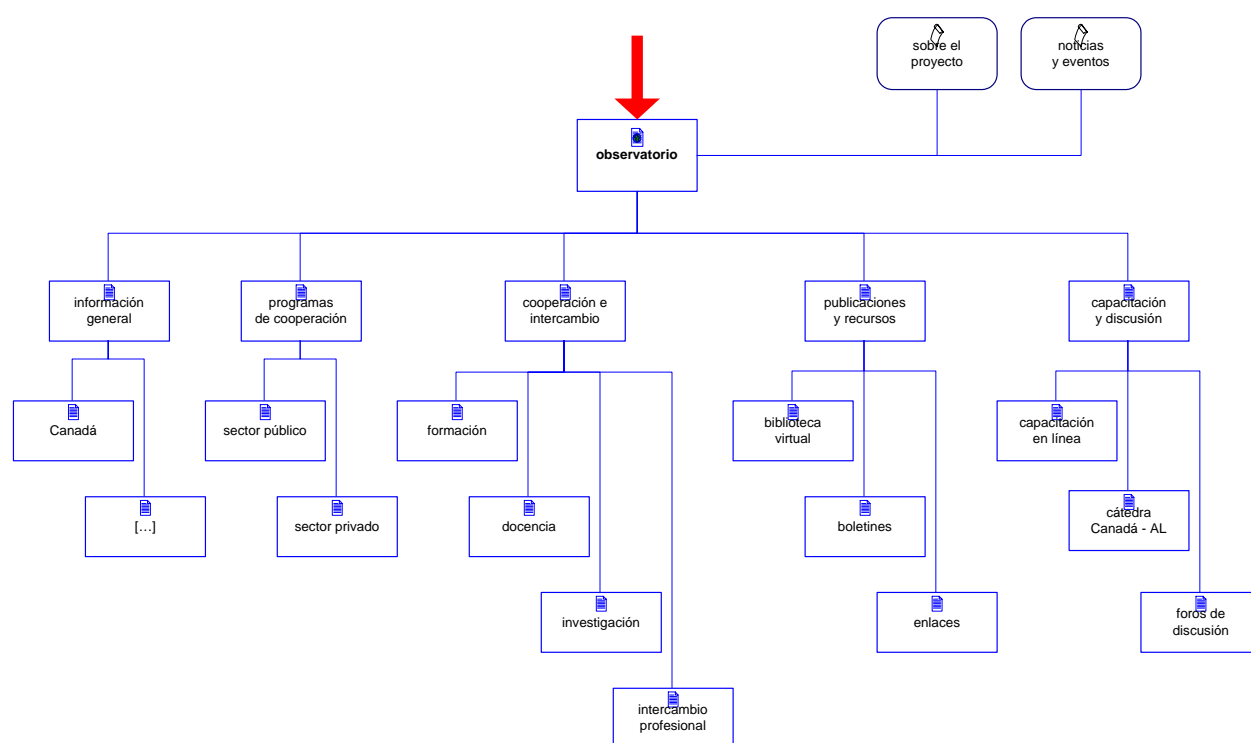 sobre el
proyecto
noticias
y eventos
observatorio
información
general
programas
de cooperación
cooperación e
intercambio
publicaciones
y recursos
capacitación
y discusión
Canadá
sector público
formación
biblioteca
virtual
capacitación
en línea
[...]
sector privado
docencia
boletines
cátedra
Canadá - AL
investigación
enlaces
foros de
discusión
intercambio
profesional